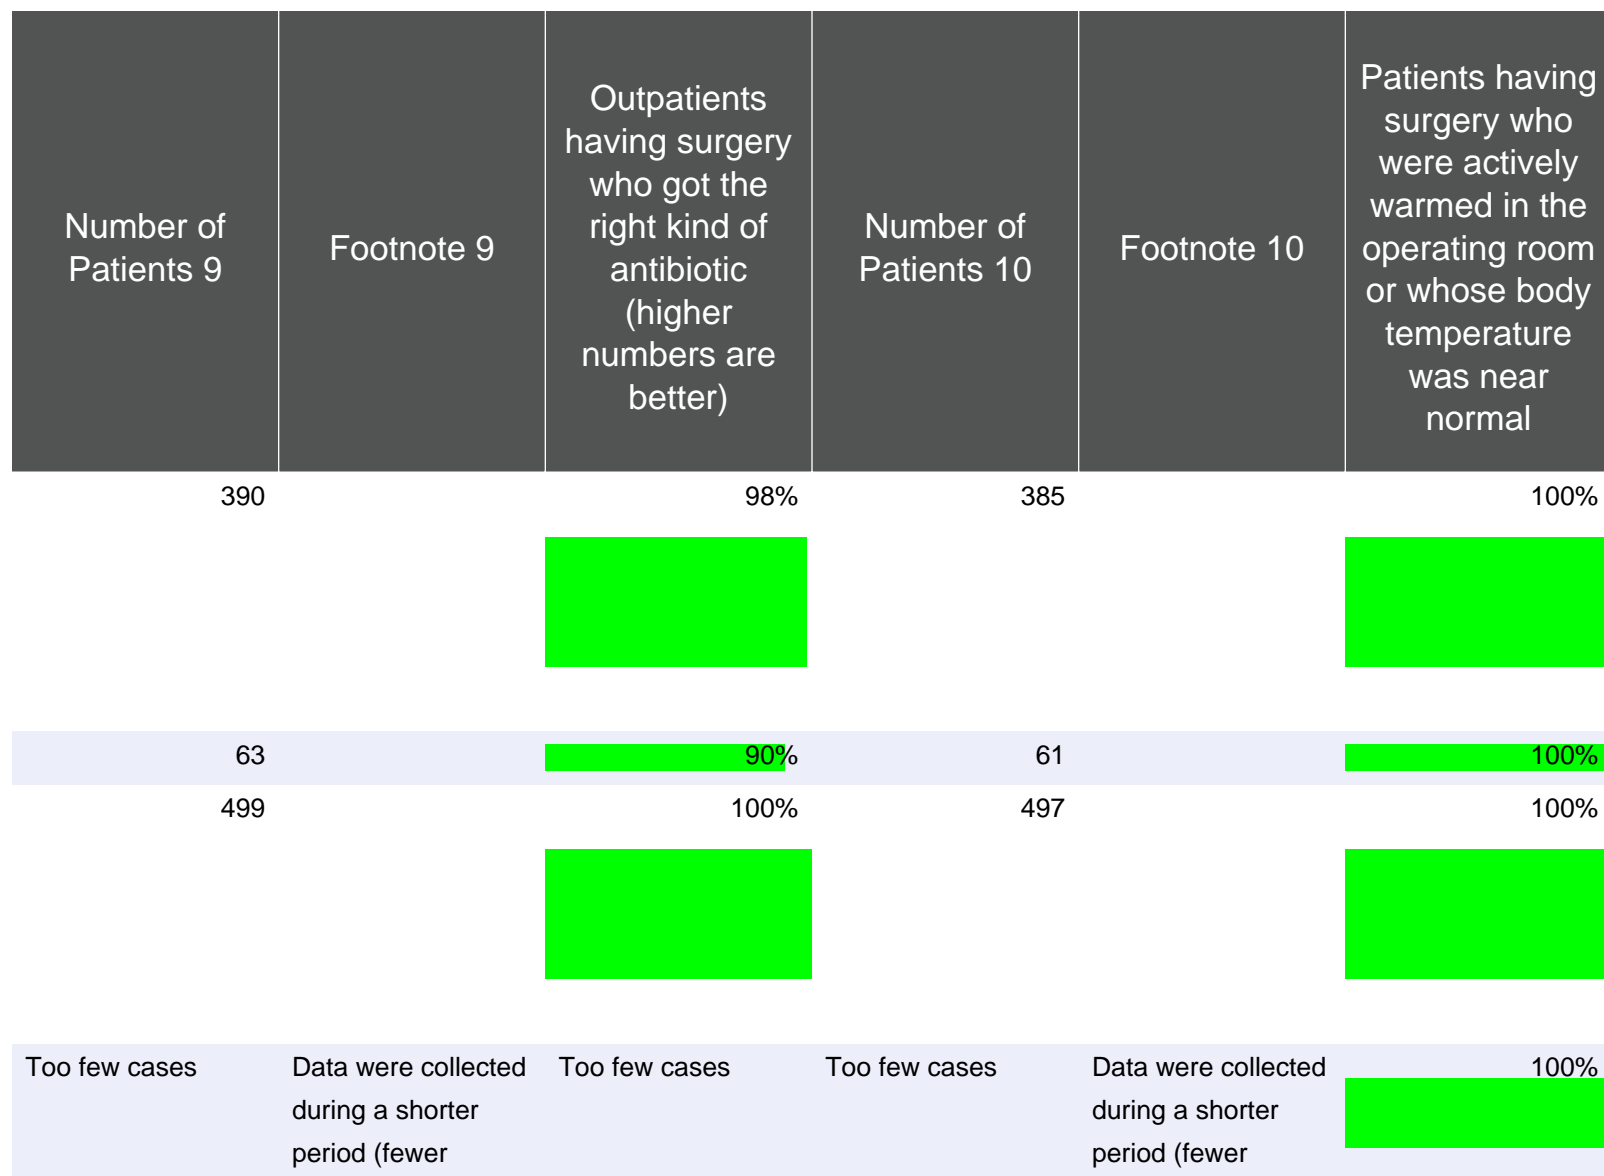 Number of
Patients 9
Footnote 9
Outpatients
having surgery
who got the
right kind of
antibiotic
(higher
numbers are
better)
Number of
Patients 10
Footnote 10
Patients having
surgery who
were actively
warmed in the
operating room
or whose body
temperature
was near
normal
390 98% 385 100%
63 90% 61 100%
499 100% 497 100%
Too few cases Data were collected Too few cases Too few cases Data were collected 100%
during a shorter during a shorter
period (fewer period (fewer